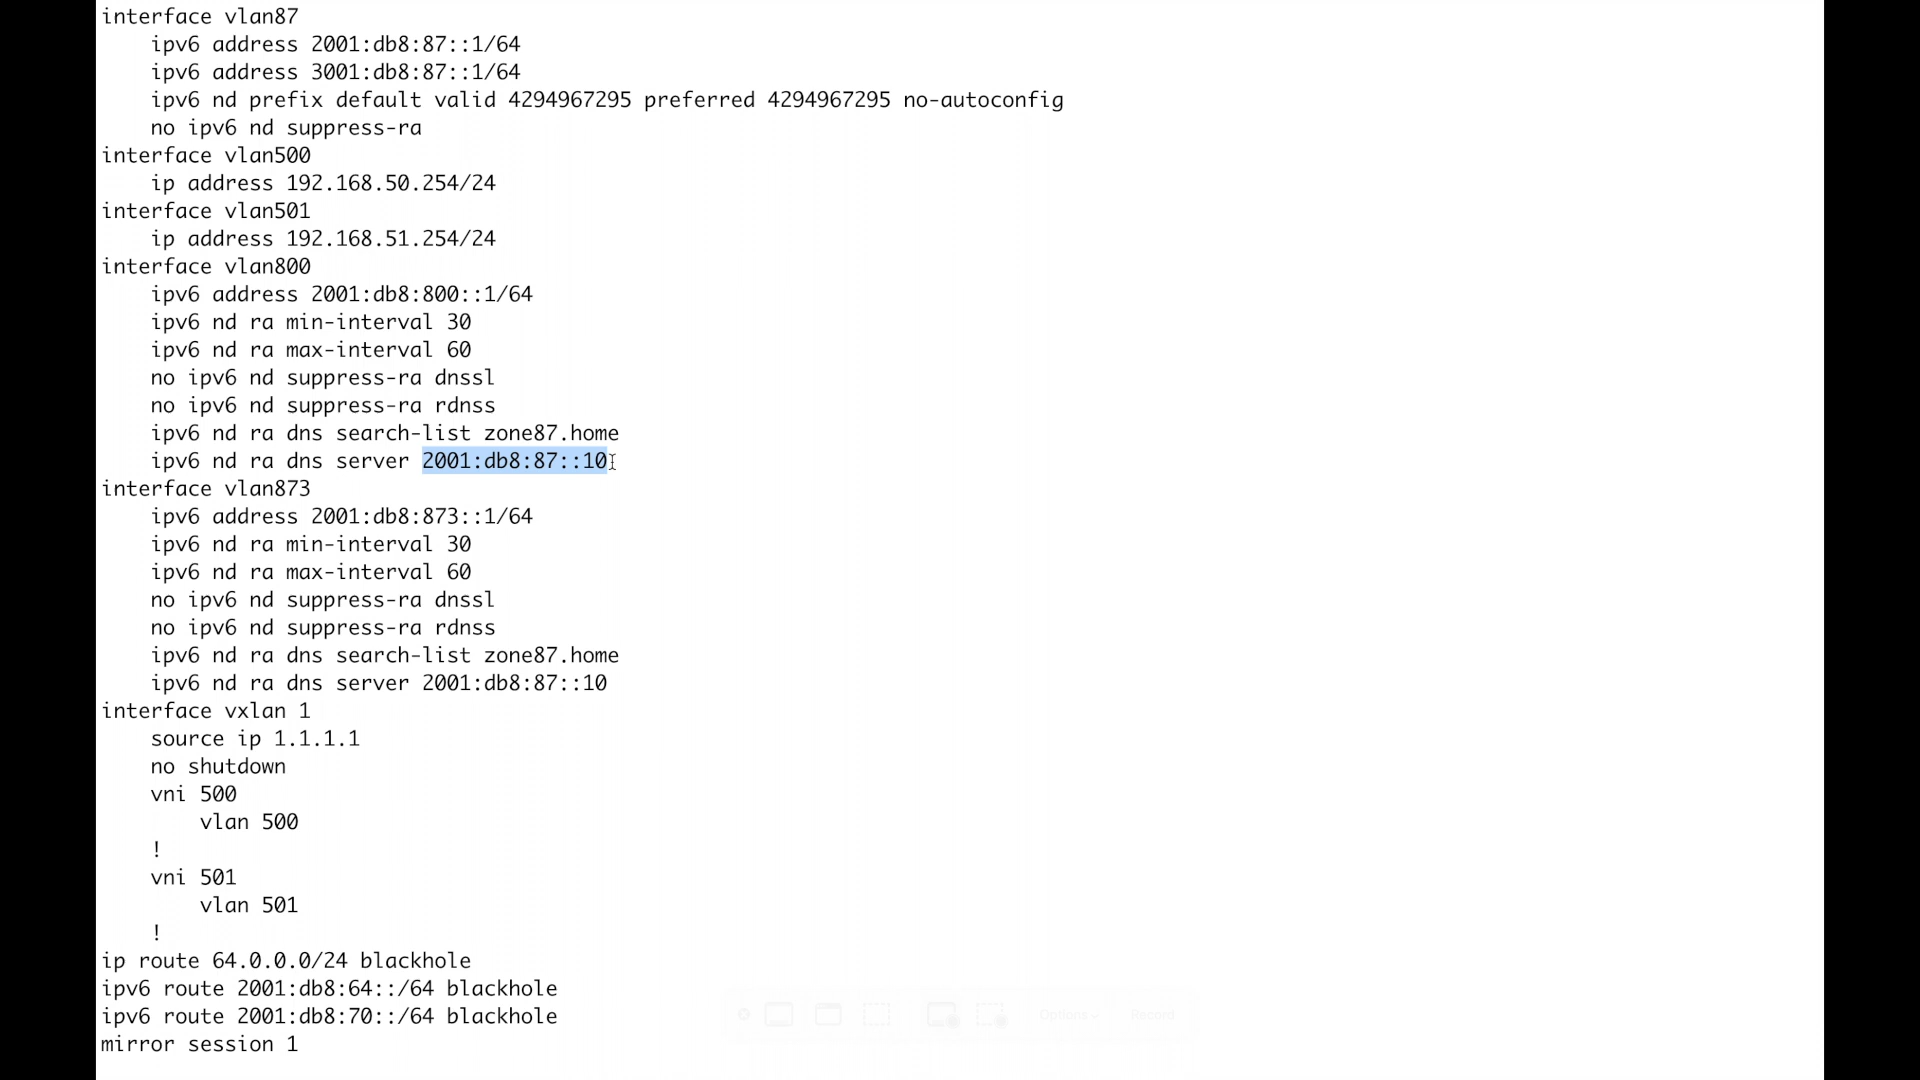 interface vlan87
    ipv6 address 2001:db8:87::1/64
    ipv6 address 3001:db8:87::1/64
    ipv6 nd prefix default valid 4294967295 preferred 4294967295 no-autoconfig
    no ipv6 nd suppress-ra
interface vlan500
    ip address 192.168.50.254/24
interface vlan501
    ip address 192.168.51.254/24
interface vlan800
    ipv6 address 2001:db8:800::1/64
    ipv6 nd ra min-interval 30
    ipv6 nd ra max-interval 60
    no ipv6 nd suppress-ra dnssl
    no ipv6 nd suppress-ra rdnss
    ipv6 nd ra dns search-list zone87.home
    ipv6 nd ra dns server 2001:db8:87::10
interface vlan873
    ipv6 address 2001:db8:873::1/64
    ipv6 nd ra min-interval 30
    ipv6 nd ra max-interval 60
    no ipv6 nd suppress-ra dnssl
    no ipv6 nd suppress-ra rdnss
    ipv6 nd ra dns search-list zone87.home
    ipv6 nd ra dns server 2001:db8:87::10
interface vxlan 1
    source ip 1.1.1.1
    no shutdown
    vni 500
        vlan 500
    !
    vni 501
        vlan 501
    !
ip route 64.0.0.0/24 blackhole
ipv6 route 2001:db8:64::/64 blackhole
ipv6 route 2001:db8:70::/64 blackhole
mirror session 1
Options Record